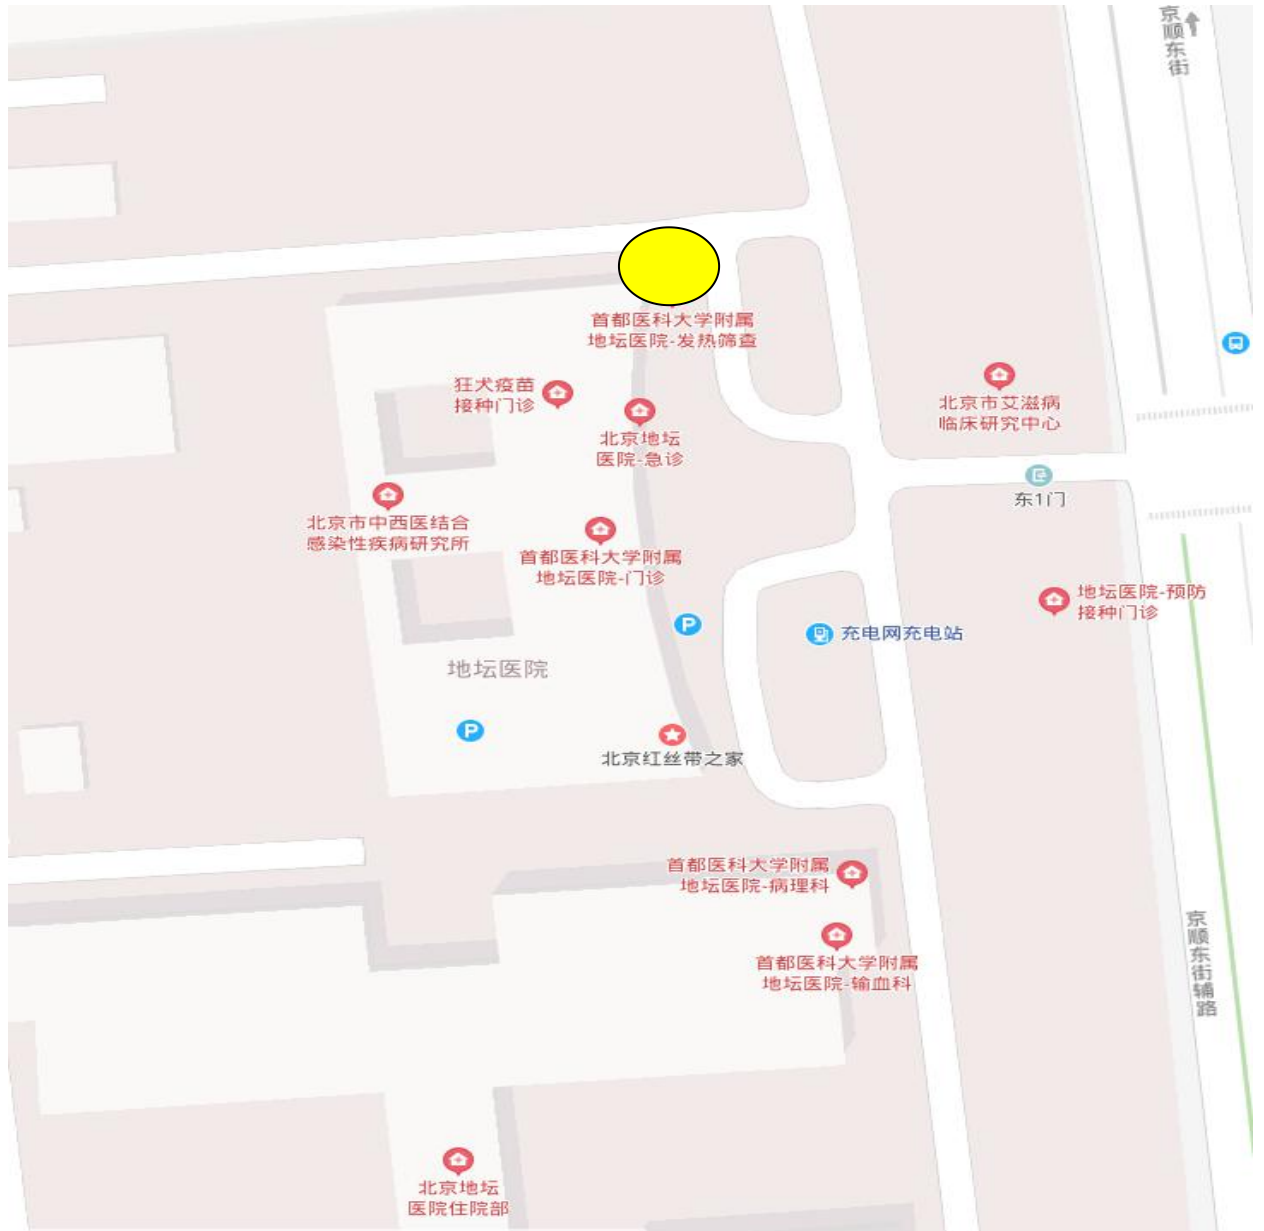 京顺东街
首都医科大学附属
地坛医院-发热筛查
狂犬疫苗
接种门诊
北京地坛
医院-急诊
北京市艾滋病
临床研究中心
东1门
北京市中西医结合
感染性疾病研究所
首都医科大学附属
地坛医院-门诊
地坛医院-预防
接种门诊
P
充电网充电站
地坛医院
P
北京红丝带之家
首都医科大学附属
地坛医院-病理科
首都医科大学附属
地坛医院-输血科
京顺东街辅路
北京地坛
医院住院部